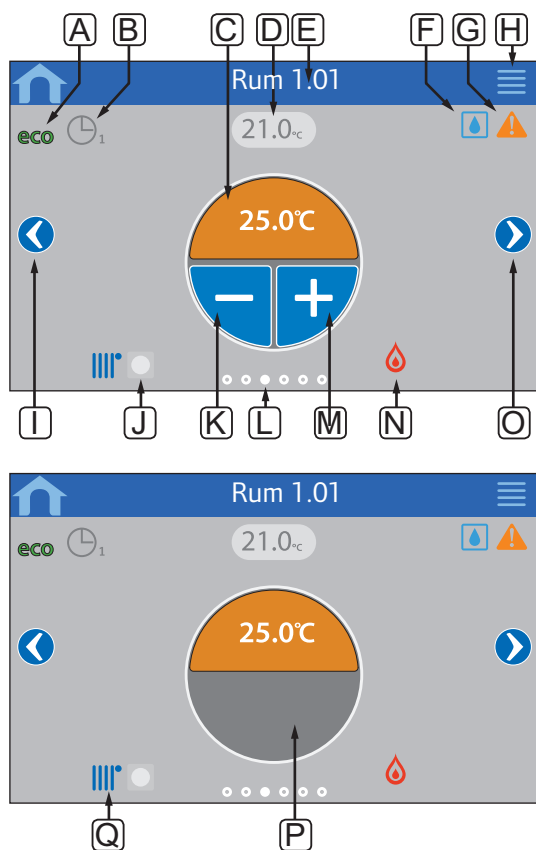 A B D E F G H
C
Rum 1.01
eco 1 21.0°C
25.0°C
− +
I J K L M N O
Rum 1.01
eco 1 21.0°C
25.0°C
Q P